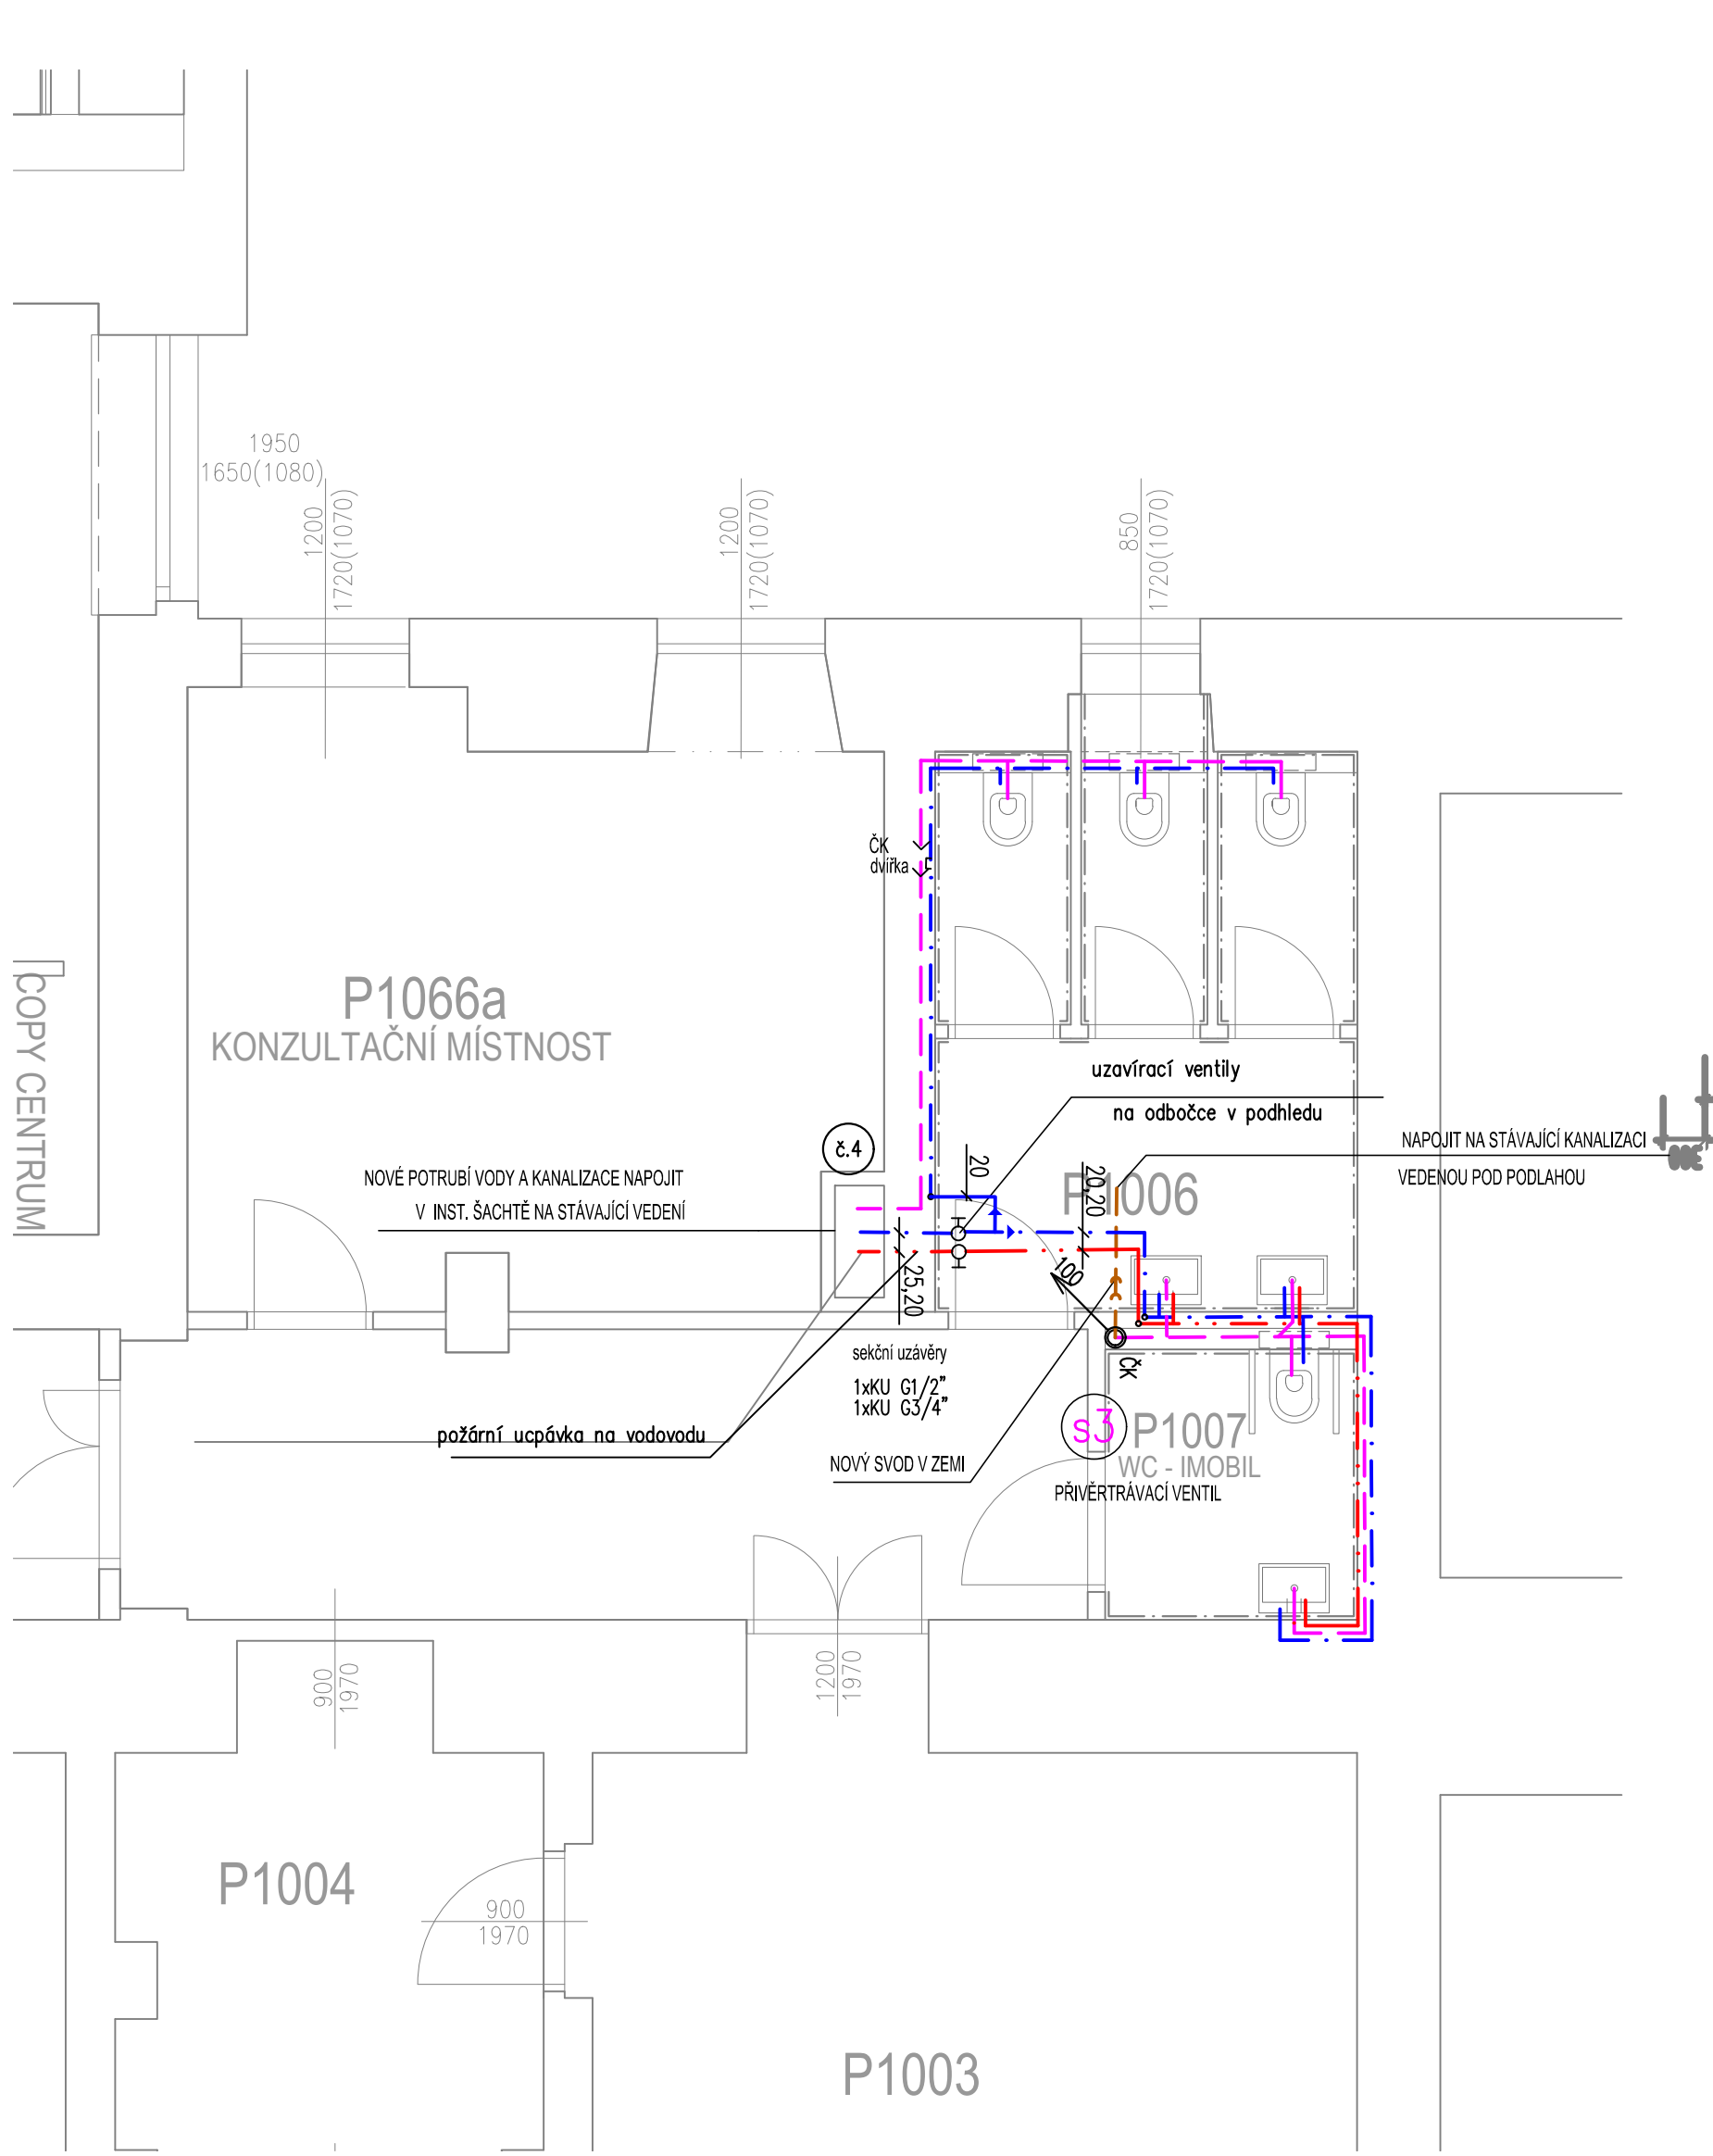 1950
1650(1080)
1200
1720(1070)
1200
1720(1070)
850
1720(1070)
ČK
dvířka
P1066a
KONZULTAČNÍ MÍSTNOST
COPY CENTRUM
uzavírací ventily
na odbočce v podhledu
č.4
20
20,20
P1006
NAPOJIT NA STÁVAJÍCÍ KANALIZACI
VEDENOU POD PODLAHOU
NOVÉ POTRUBÍ VODY A KANALIZACE NAPOJIT
V INST. ŠACHTĚ NA STÁVAJÍCÍ VEDENÍ
25,20
100
sekční uzávěry
1xKU G1/2"
1xKU G3/4"
ČK
požární ucpávka na vodovodu
s3
P1007
WC - IMOBIL
NOVÝ SVOD V ZEMI
PŘIVĚRTRÁVACÍ VENTIL
900
1970
1200
1970
P1004
900
1970
P1003